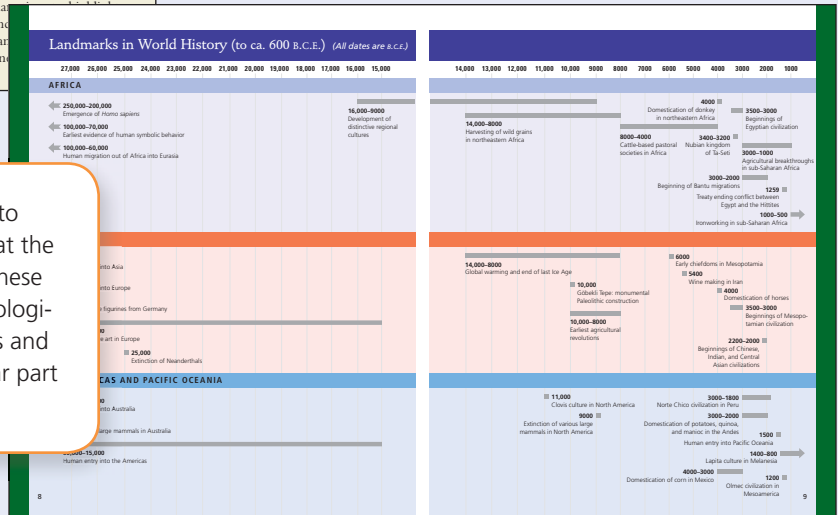 to
at the
nese
ologi-
s and
r part
Landmarks in World History (to ca. 600 B.C.E.) (All dates are B.C.E.)
27,000 26,000 25,000 24,000 23,000 22,000 21,000 20,000 19,000 18,000 17,000 16,000 15,000
14,000 13,000 12,000 11,000 10,000 9000 8000 7000 6000 5000 4000 3000 2000 1000
AFRICA
250,000–200,000
Emergence of Homo sapiens
100,000–70,000
Earliest evidence of human symbolic behavior
100,000–60,000
Human migration out of Africa into Eurasia
16,000–9000
Development of
distinctive regional
cultures
14,000–8000
Harvesting of wild grains
in northeastern Africa
4000
Domestication of donkey
in northeastern Africa
3500–3000
Beginnings of
Egyptian civilization
8000–4000
Cattle-based pastoral
societies in Africa
3400–3200
Nubian kingdom
of Ta-Seti
3000–1000
Agricultural breakthroughs
in sub-Saharan Africa
3000–2000
Beginning of Bantu migrations
1259
Treaty ending conflict between
Egypt and the Hittites
1000–500
Ironworking in sub-Saharan Africa
into Asia
into Europe
figurines from Germany
art in Europe
25,000
Extinction of Neanderthals
14,000–8000
Global warming and end of last Ice Age
10,000
Göbekli Tepe: monumental
Paleolithic construction
10,000–8000
Earliest agricultural
revolutions
6000
Early chiefdoms in Mesopotamia
5400
Wine making in Iran
4000
Domestication of horses
3500–3000
Beginnings of Mesopo-
tamian civilization
2200–2000
Beginnings of Chinese,
Indian, and Central
Asian civilizations
CAS AND PACIFIC OCEANIA
into Australia
large mammals in Australia
–15,000
Human entry into the Americas
11,000
Clovis culture in North America
9000
Extinction of various large
mammals in North America
3000–1800
Norte Chico civilization in Peru
3000–2000
Domestication of potatoes, quinoa,
and manioc in the Andes
1500
Human entry into Pacific Oceania
1400–800
Lapita culture in Melanesia
4000–3000
Domestication of corn in Mexico
1200
Olmec civilization in
Mesoamerica
8
9